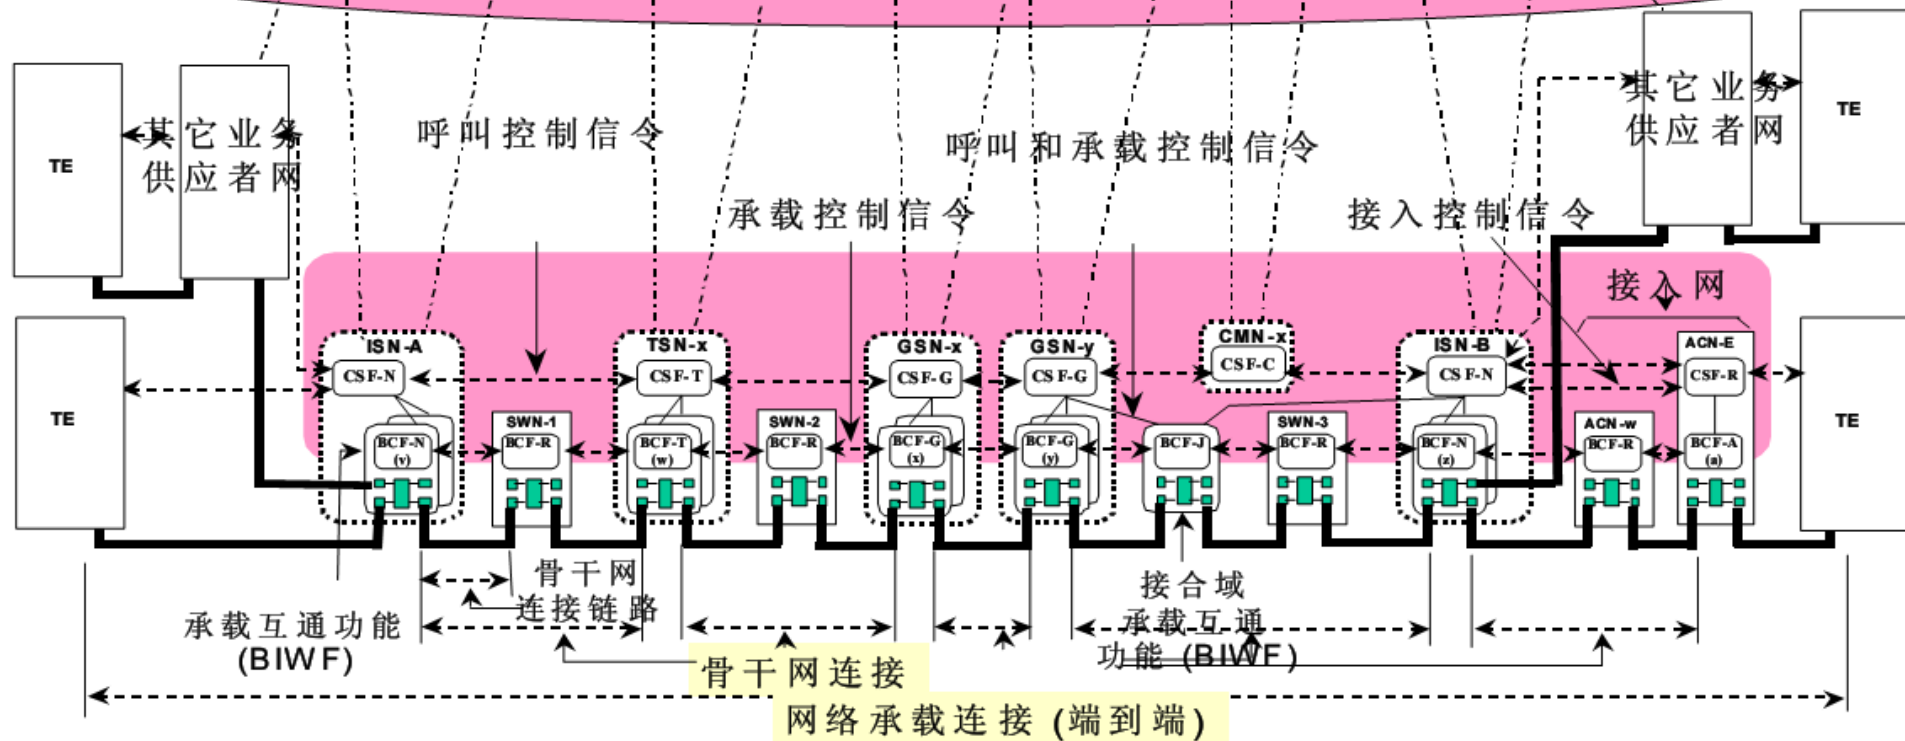 TE
其它业务
供应者网
呼叫控制信令
呼叫和承载控制信令
其它业务
供应者网
TE
承载控制信令
接入控制信令
接入网
ISN-A
TSN-x
GSN-x
GSN-y
CMN-x
ISN-B
ACN-E
CSF-N
CSF-T
CSF-G
CSF-G
CSF-C
CSF-N
CSF-R
TE
SWN-1
SWN-2
SWN-3
ACN-w
TE
BCF-N
(v)
BCF-R
BCF-T
(w)
BCF-R
BCF-G
(x)
BCF-G
(y)
BCF-J
BCF-R
BCF-N
(z)
BCF-R
BCF-A
(a)
骨干网
连接链路
接合域
承载互通
功能 (BIWF)
承载互通功能
(BIWF)
骨干网连接
网络承载连接 (端到端)